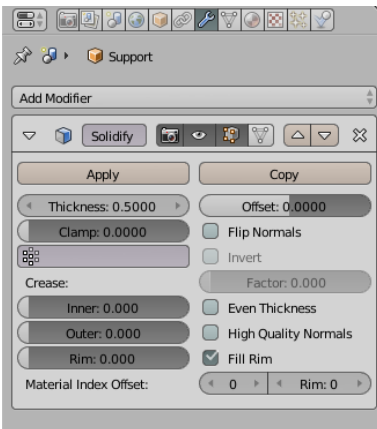 Support
Add Modifier
Solidify
Apply
Copy
Thickness: 0.5000
Offset: 0.0000
Clamp: 0.0000
Flip Normals
Invert
Crease:
Factor: 0.000
Inner: 0.000
Even Thickness
Outer: 0.000
High Quality Normals
Rim: 0.000
Fill Rim
Material Index Offset:
0
Rim: 0